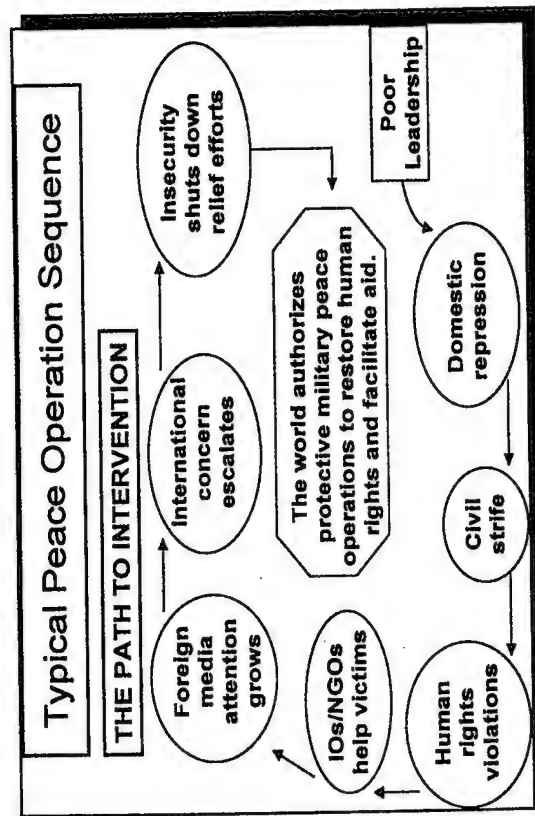 Typical Peace Operation Sequence
THE PATH TO INTERVENTION
Poor
Leadership
Domestic
repression
Civil
strife
Human
rights
violations
IOs/NGOs
help victims
Foreign
media
attention
grows
International
concern
escalates
Insecurity
shuts down
relief efforts
The world authorizes
protective military peace
operations to restore human
rights and facilitate aid.